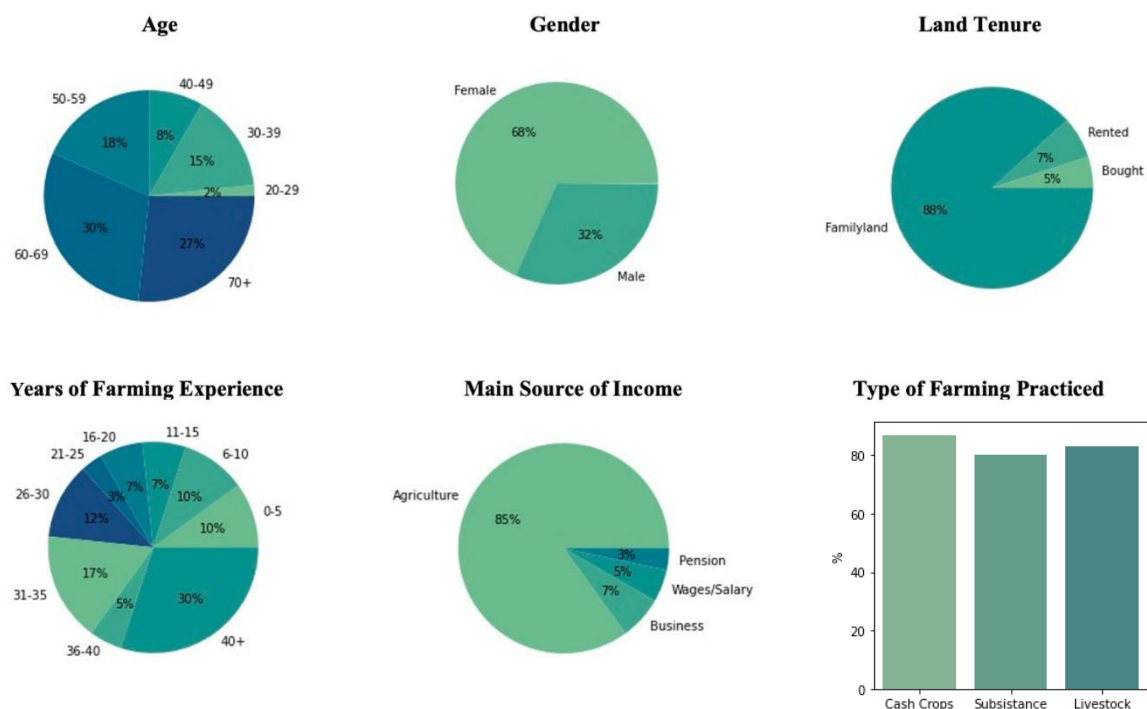 Age
40-49
50-59
30-39
8%
18%
15%
2%
20-29
30%
27%
60-69
70+
Gender
Female
68%
32%
Male
Land Tenure
Rented
7%
Bought
5%
88%
Familyland
Years of Farming Experience
11-15
16-20
6-10
21-25
7%
7%
26-30
3%
10%
0-5
12%
10%
17%
31-35
5%
30%
36-40
40+
Main Source of Income
Agriculture
85%
3%
Pension
5%
Wages/Salary
7%
Business
Type of Farming Practiced
80
60
%
40
20
0
Cash Crops
Subsistance
Livestock